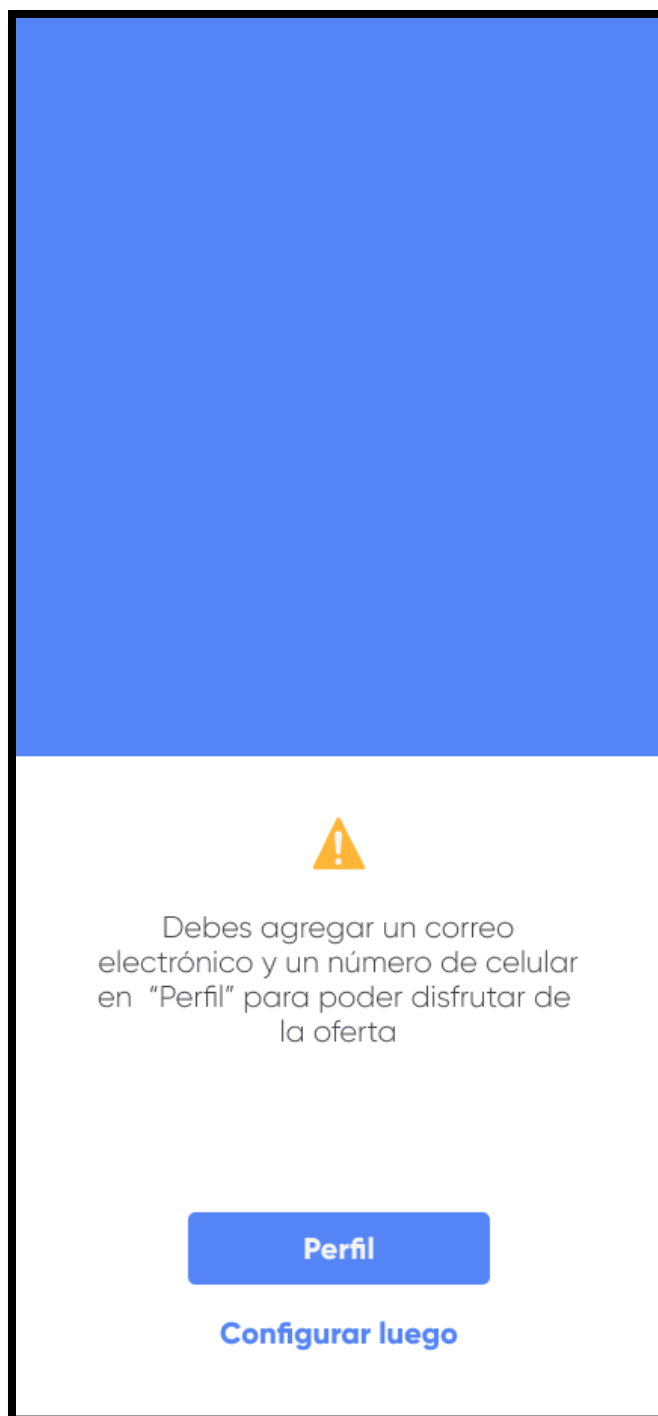 Debes agregar un correo
electrónico y un número de celular
en “Perfil” para poder disfrutar de
la oferta
Perfil
Configurar luego